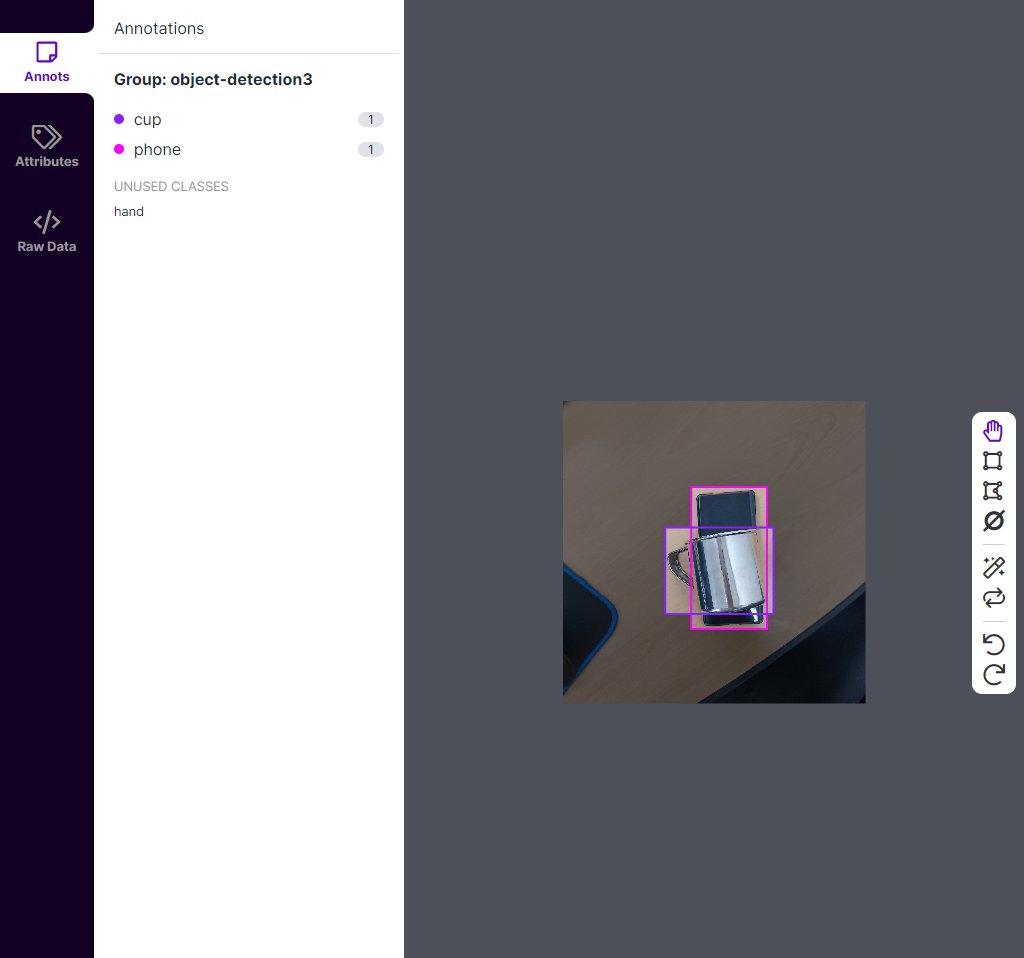 Annots
Attributes
Raw Data
Annotations
Group: object-detection3
cup 1
phone 1
UNUSED CLASSES
hand